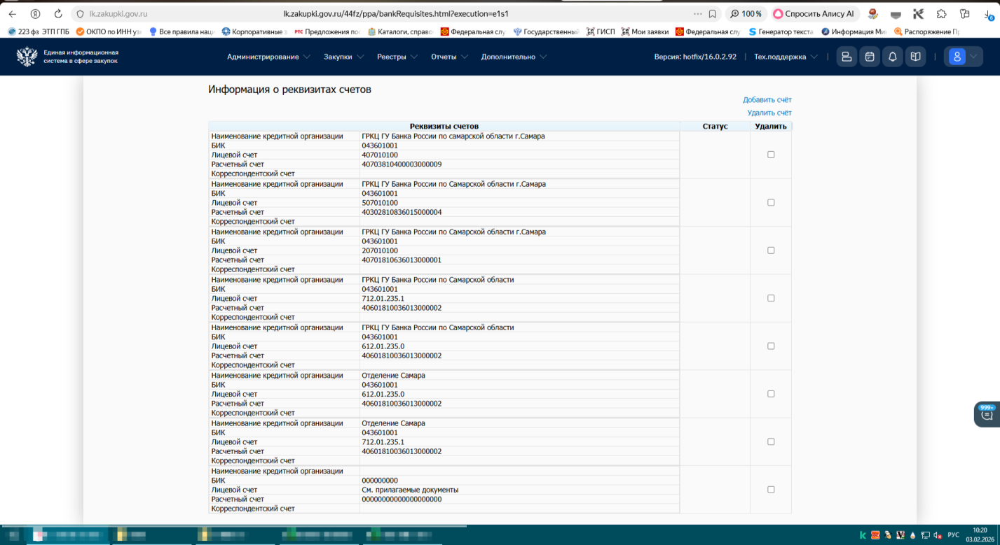 lk.zakupki.gov.ru
lk.zakupki.gov.ru/44fz/ppa/bankRequisites.html?execution=e1s1
100 %
Спросить Алису AI
6
223 фз ЭТП ГПБ
ОКПО по ИНН уз
Все правила наци
Корпоративные з
РТС Предложения по
Каталоги, справо
Федеральная слу
Государственный
ГИСП
Мои заявки
Федеральная слу
Генератор текста
Информация Ми
Распоряжение П
Единая информационная
система в сфере закупок
Администрирование
Закупки
Реестры
Отчеты
Дополнительно
Версия: hotfix/16.0.2.92
Тех.поддержка
Информация о реквизитах счетов
Добавить счёт
Удалить счёт
Реквизиты счетов Статус Удалить
Наименование кредитной организации ГРКЦ ГУ Банка России по самарской области г.Самара
БИК 043601001
Лицевой счет 407010100
Расчетный счет 40703810400003000009
Корреспондентский счет
Наименование кредитной организации ГРКЦ ГУ Банка России по Самарской области г.Самара
БИК 043601001
Лицевой счет 507010100
Расчетный счет 40302810836015000004
Корреспондентский счет
Наименование кредитной организации ГРКЦ ГУ Банка России по Самарской области г.Самара
БИК 043601001
Лицевой счет 207010100
Расчетный счет 40701810636013000001
Корреспондентский счет
Наименование кредитной организации ГРКЦ ГУ Банка России по Самарской области
БИК 043601001
Лицевой счет 712.01.235.1
Расчетный счет 40601810036013000002
Корреспондентский счет
Наименование кредитной организации ГРКЦ ГУ Банка России по Самарской области
БИК 043601001
Лицевой счет 612.01.235.0
Расчетный счет 40601810036013000002
Корреспондентский счет
Наименование кредитной организации Отделение Самара
БИК 043601001
Лицевой счет 612.01.235.0
Расчетный счет 40601810036013000002
Корреспондентский счет
Наименование кредитной организации Отделение Самара
БИК 043601001
Лицевой счет 712.01.235.1
Расчетный счет 40601810036013000002
Корреспондентский счет
Наименование кредитной организации
БИК 000000000
Лицевой счет См. прилагаемые документы
Расчетный счет 00000000000000000000
Корреспондентский счет
999+
РУС
10:20
03.02.2026